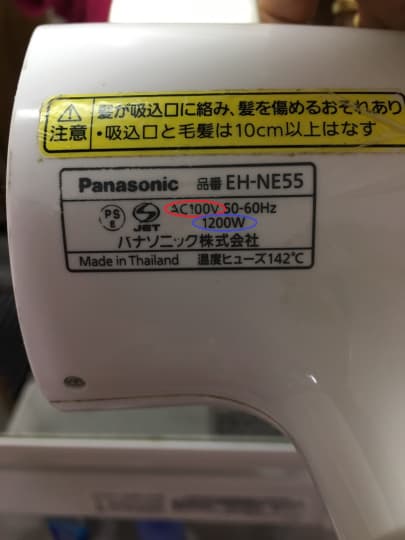 髪が吸込口に絡み、髪を傷めるおそれあり
注意
・吸込口と毛髪は10cm以上はなす
Panasonic 品番 EH-NE55
PS E JET AC100V 50-60Hz
1200W
パナソニック株式会社
Made in Thailand 温度ヒューズ142℃